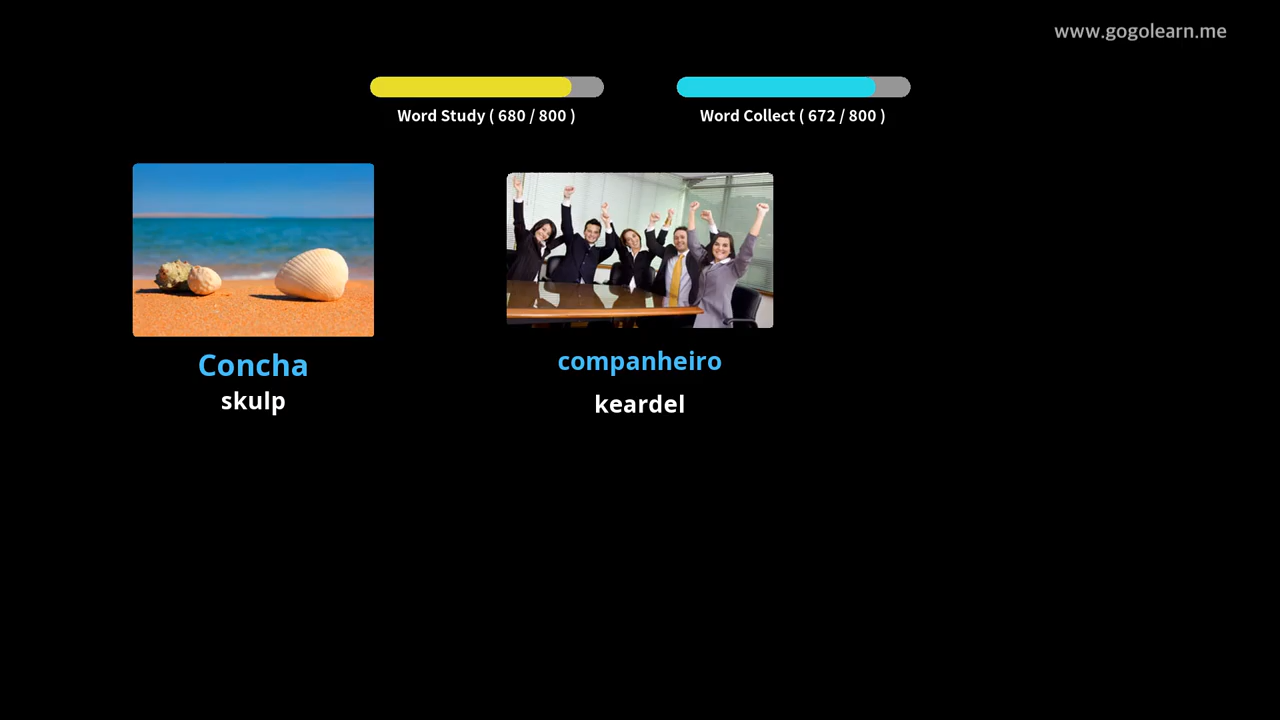 www.gogolearn.me
Word Study ( 680 / 800 )
Word Collect ( 672 / 800 )
Concha
skulp
companheiro
keardel